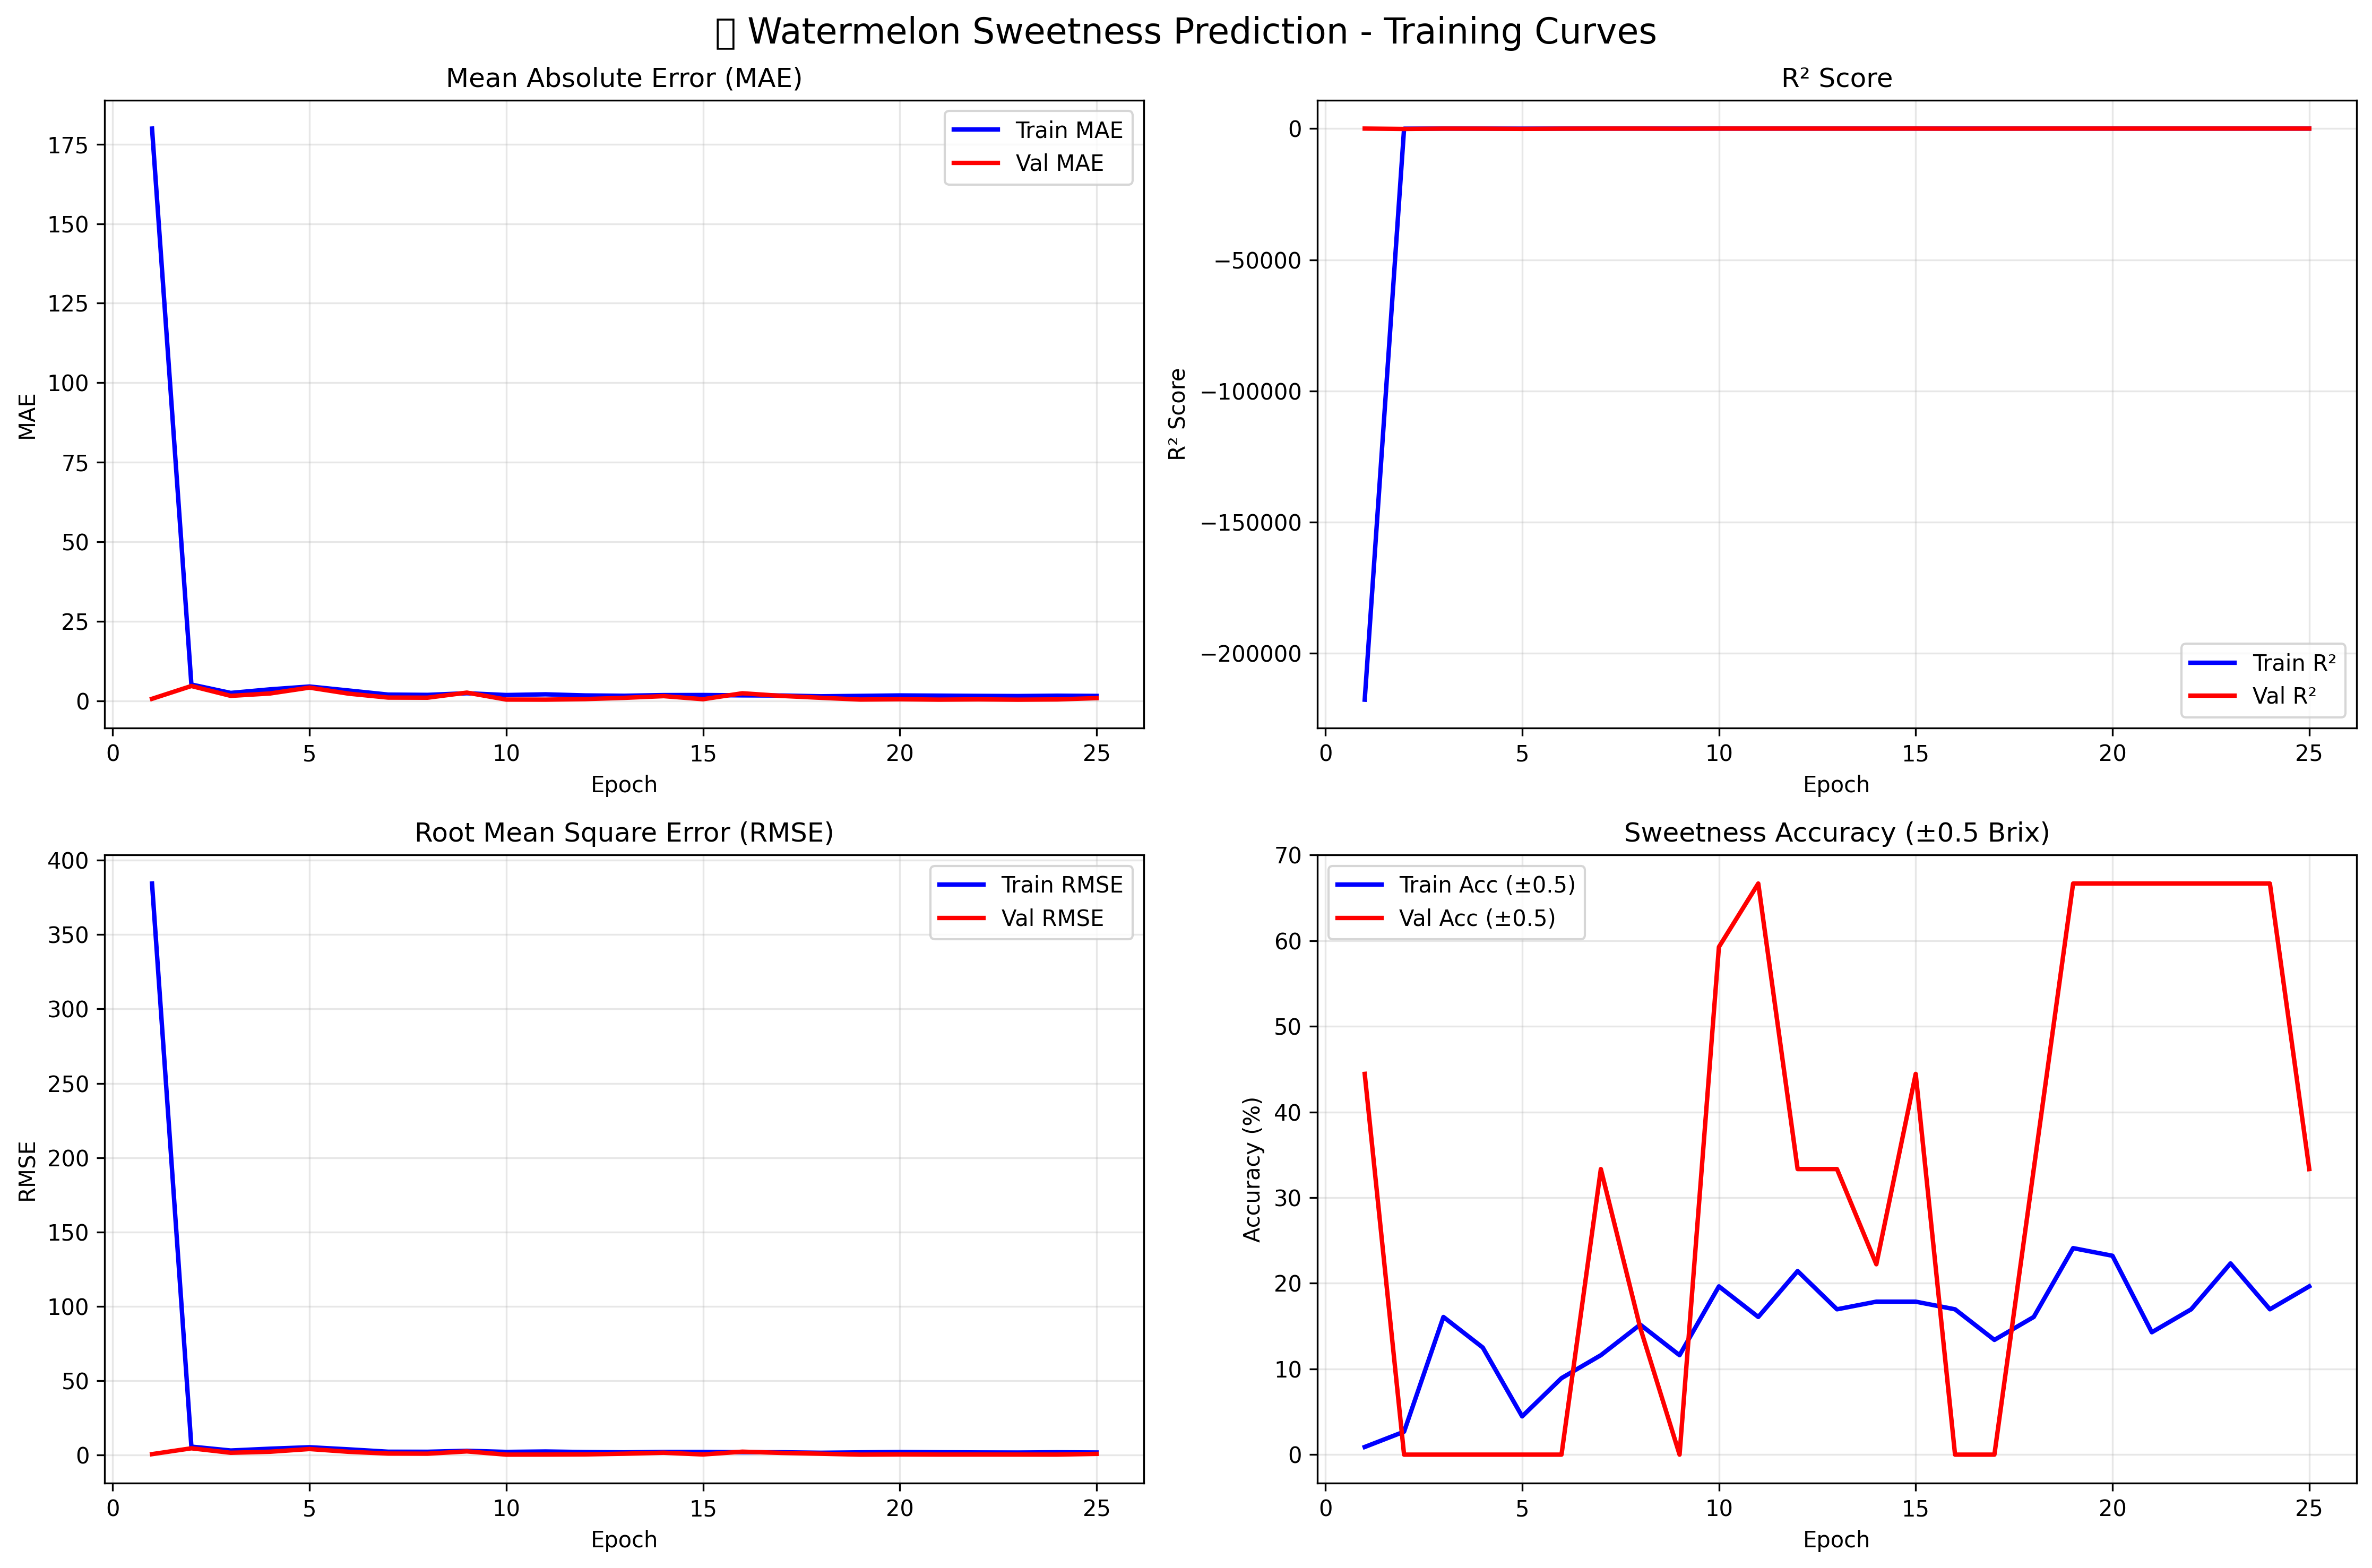 ▯ Watermelon Sweetness Prediction - Training Curves
Mean Absolute Error (MAE)
175
150
125
100
75
50
25
0
MAE
Train MAE
Val MAE
0 5 10 15 20 25
Epoch
R² Score
0
−50000
−100000
−150000
−200000
R² Score
Train R²
Val R²
0 5 10 15 20 25
Epoch
Root Mean Square Error (RMSE)
400
350
300
250
200
150
100
50
0
RMSE
Train RMSE
Val RMSE
0 5 10 15 20 25
Epoch
Sweetness Accuracy (±0.5 Brix)
70
60
50
40
30
20
10
0
Accuracy (%)
Train Acc (±0.5)
Val Acc (±0.5)
0 5 10 15 20 25
Epoch